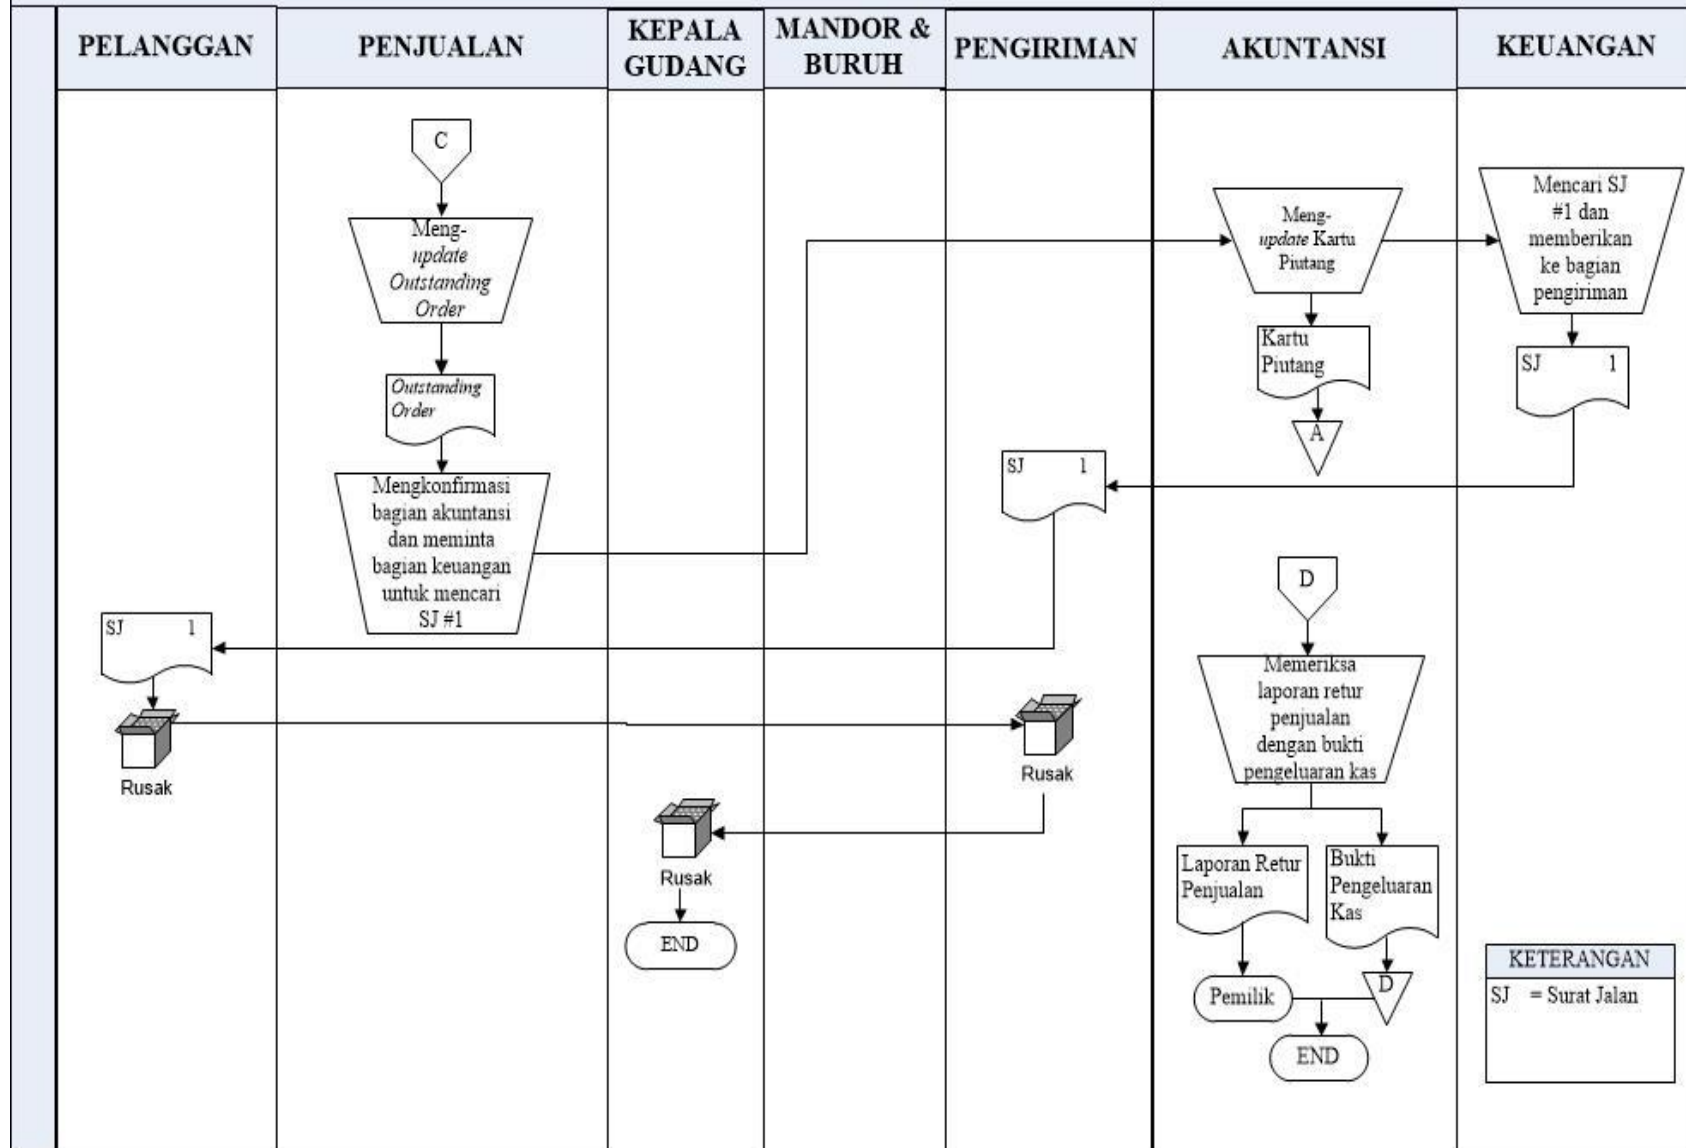 PELANGGAN
PENJUALAN
KEPALA
GUDANG
MANDOR &
BURUH
PENGIRIMAN
AKUNTANSI
KEUANGAN
C
Meng-
update
Outstanding
Order
Outstanding
Order
Mengkonfirmasi
bagian akuntansi
dan meminta
bagian keuangan
untuk mencari
SJ #1
Meng-
update Kartu
Piutang
Kartu
Piutang
A
Mencari SJ
#1 dan
memberikan
ke bagian
pengiriman
SJ 1
SJ 1
SJ 1
Rusak
Rusak
Rusak
END
D
Memeriksa
laporan retur
penjualan
dengan bukti
pengeluaran kas
Laporan Retur
Penjualan
Bukti
Pengeluaran
Kas
Pemilik
D
END
KETERANGAN
SJ = Surat Jalan